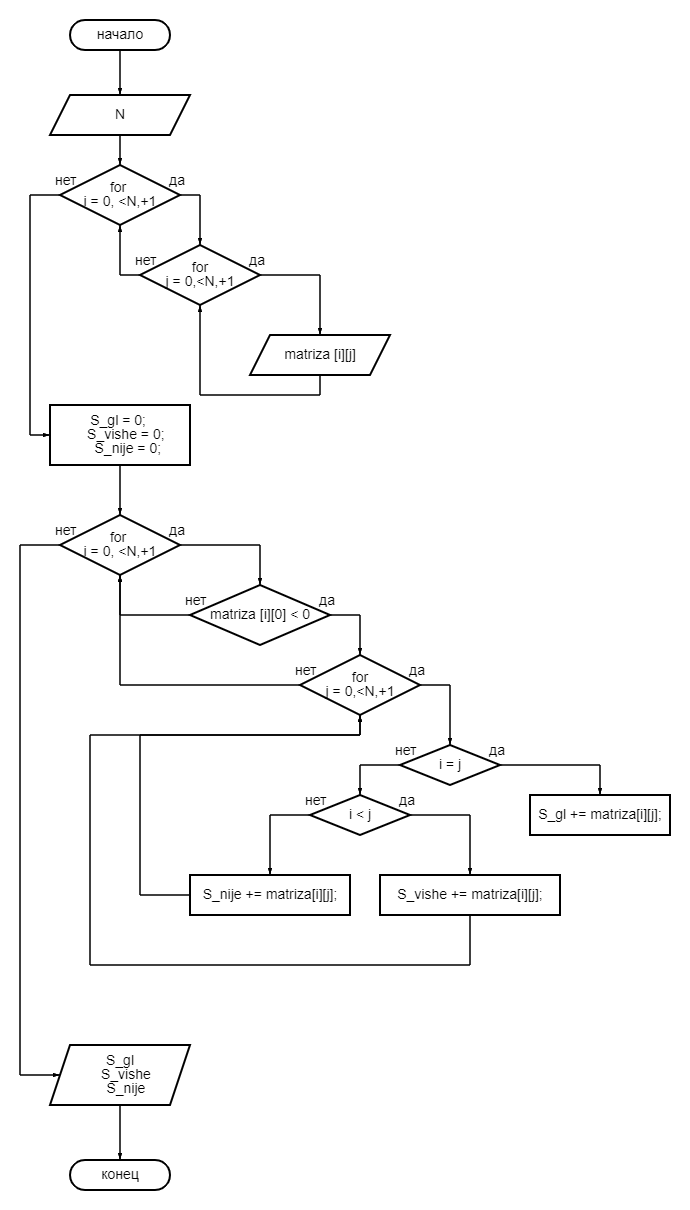 начало
N
нет
да
for
i = 0, <N,+1
нет
да
for
j = 0,<N,+1
matriza [i][j]
S_gl = 0;
S_vishe = 0;
S_nije = 0;
нет
да
for
i = 0, <N,+1
нет
да
matriza [i][0] < 0
нет
да
for
j = 0,<N,+1
нет
да
i = j
нет
да
i < j
S_gl += matriza[i][j];
S_nije += matriza[i][j];
S_vishe += matriza[i][j];
S_gl
S_vishe
S_nije
конец